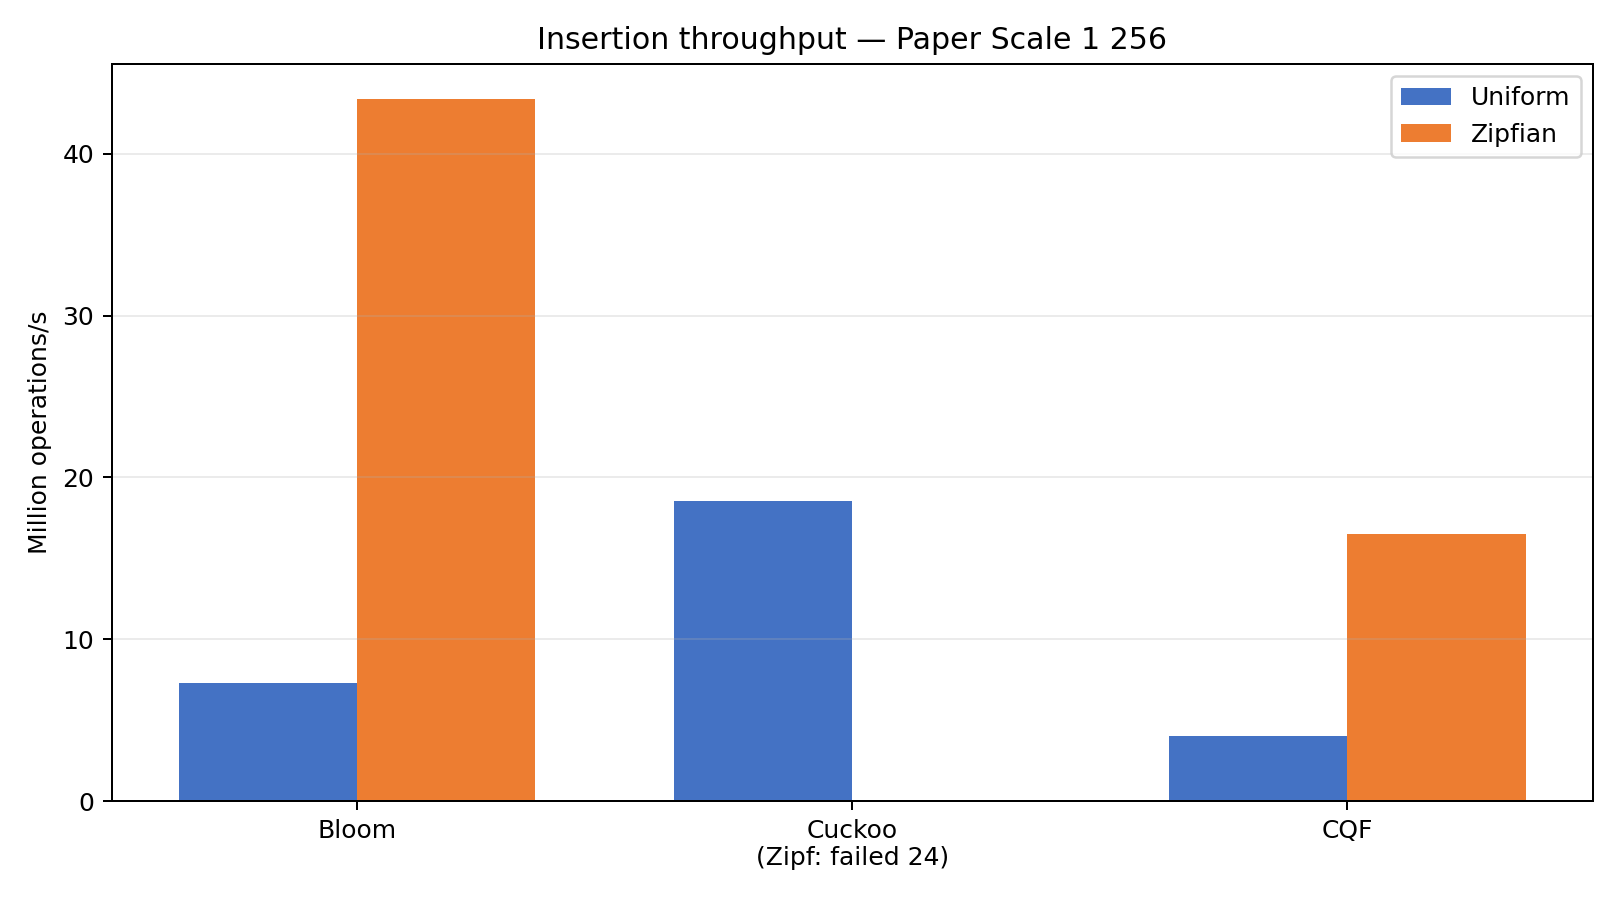 Insertion throughput — Paper Scale 1 256
Uniform
Zipfian
Million operations/s
40
30
20
10
0
Bloom
Cuckoo
(Zipf: failed 24)
CQF